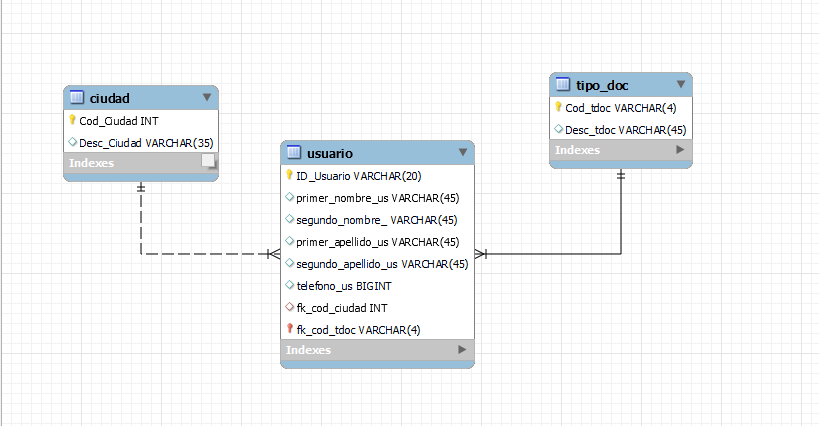 ciudad
Cod_Ciudad INT
Desc_Ciudad VARCHAR(35)
Indexes
usuario
ID_Usuario VARCHAR(20)
primer_nombre_us VARCHAR(45)
segundo_nombre_ VARCHAR(45)
primer_apellido_us VARCHAR(45)
segundo_apellido_us VARCHAR(45)
telefono_us BIGINT
fk_cod_ciudad INT
fk_cod_tdoc VARCHAR(4)
Indexes
tipo_doc
Cod_tdoc VARCHAR(4)
Desc_tdoc VARCHAR(45)
Indexes